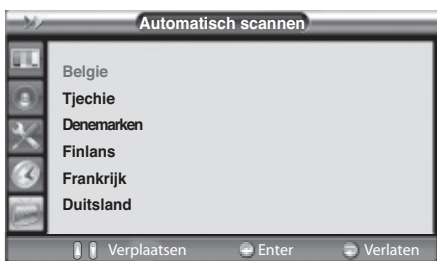 Automatisch scannen
Belgie
Tjechie
Denemarken
Finlans
Frankrijk
Duitsland
Verplaatsen Enter Verlaten